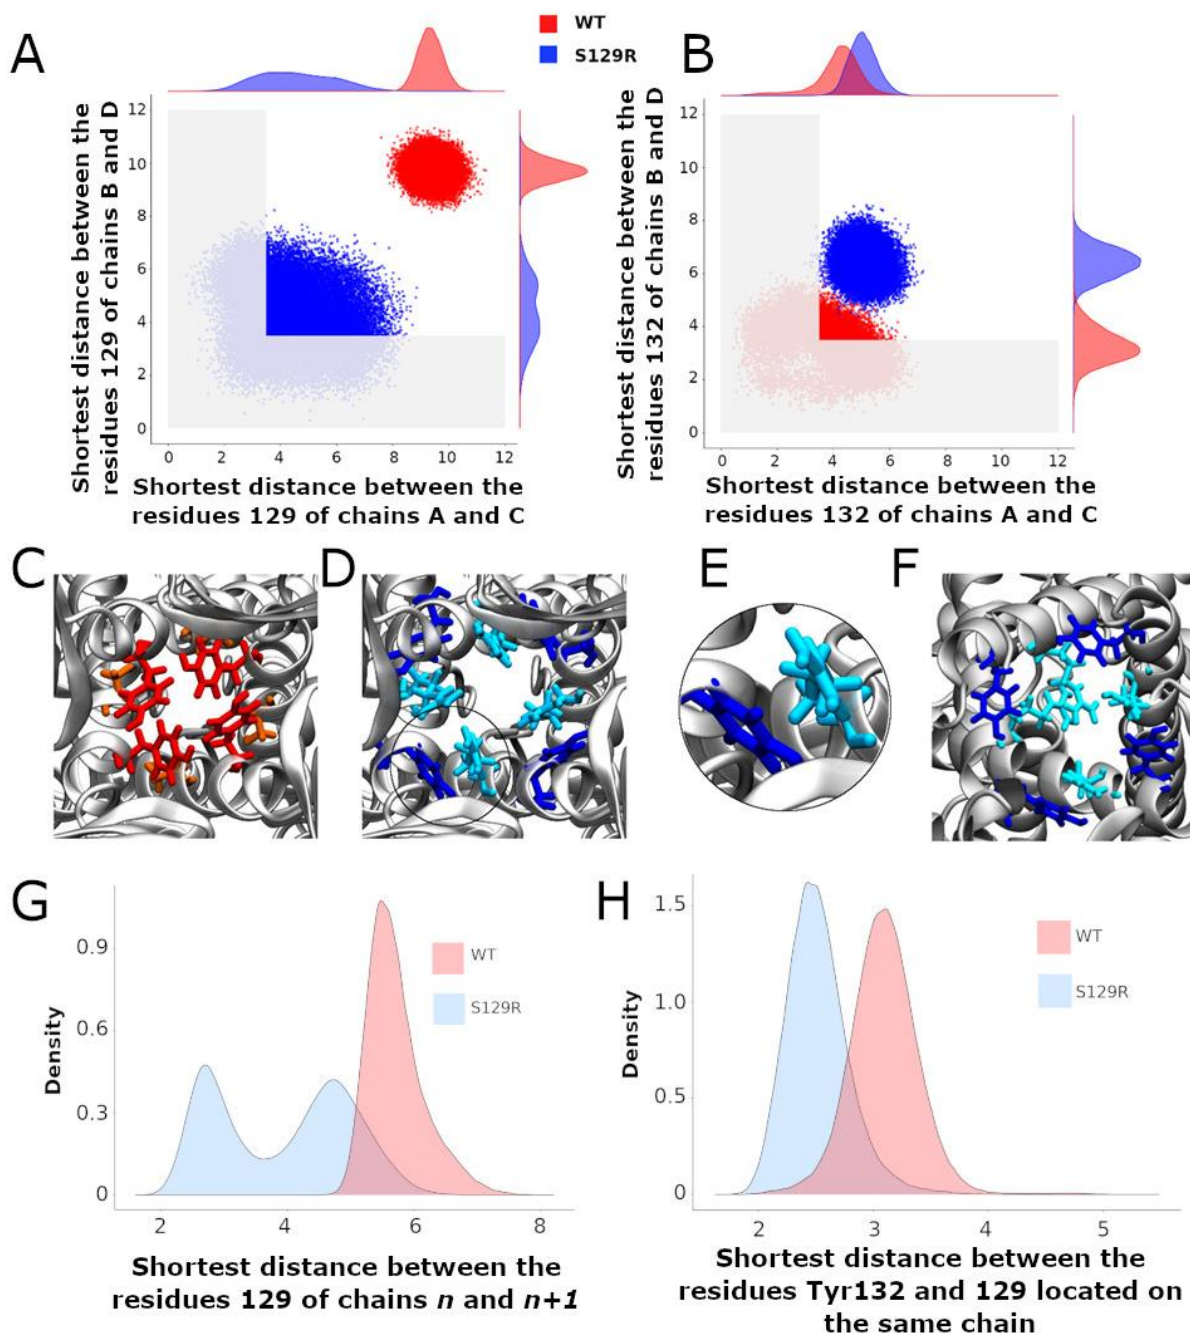 A
WT
S129R
B
Shortest distance between the
residues 129 of chains B and D
12
10
8
6
4
2
0
0 2 4 6 8 10 12
Shortest distance between the
residues 129 of chains A and C
Shortest distance between the
residues 132 of chains B and D
12
10
8
6
4
2
0
0 2 4 6 8 10 12
Shortest distance between the
residues 132 of chains A and C
C
D
E
F
G
Density
0.9
0.6
0.3
0
WT
S129R
2 4 6 8
Shortest distance between the
residues 129 of chains n and n+1
H
Density
1.5
1.0
0.5
0
WT
S129R
2 3 4 5
Shortest distance between the
residues Tyr132 and 129 located on
the same chain